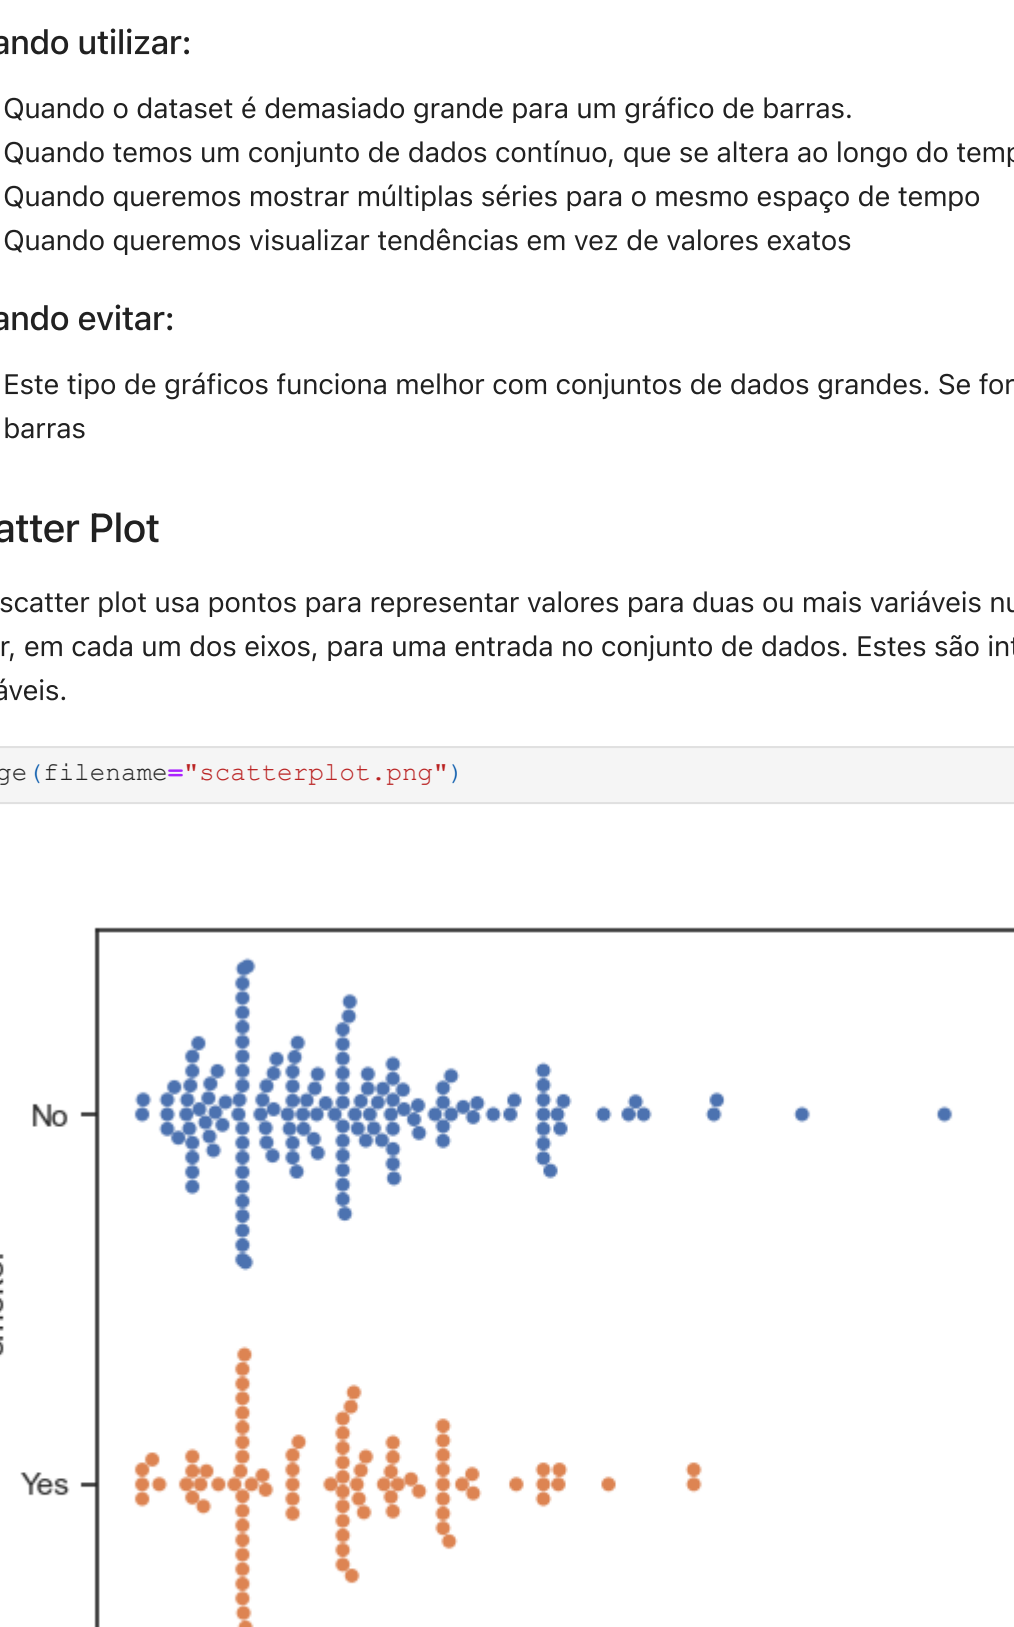 ando utilizar:
Quando o dataset é demasiado grande para um gráfico de barras.
Quando temos um conjunto de dados contínuo, que se altera ao longo do temp
Quando queremos mostrar múltiplas séries para o mesmo espaço de tempo
Quando queremos visualizar tendências em vez de valores exatos
ando evitar:
Este tipo de gráficos funciona melhor com conjuntos de dados grandes. Se for
barras
atter Plot
scatter plot usa pontos para representar valores para duas ou mais variáveis nu
r, em cada um dos eixos, para uma entrada no conjunto de dados. Estes são int
áveis.
ge(filename="scatterplot.png")
No
Yes